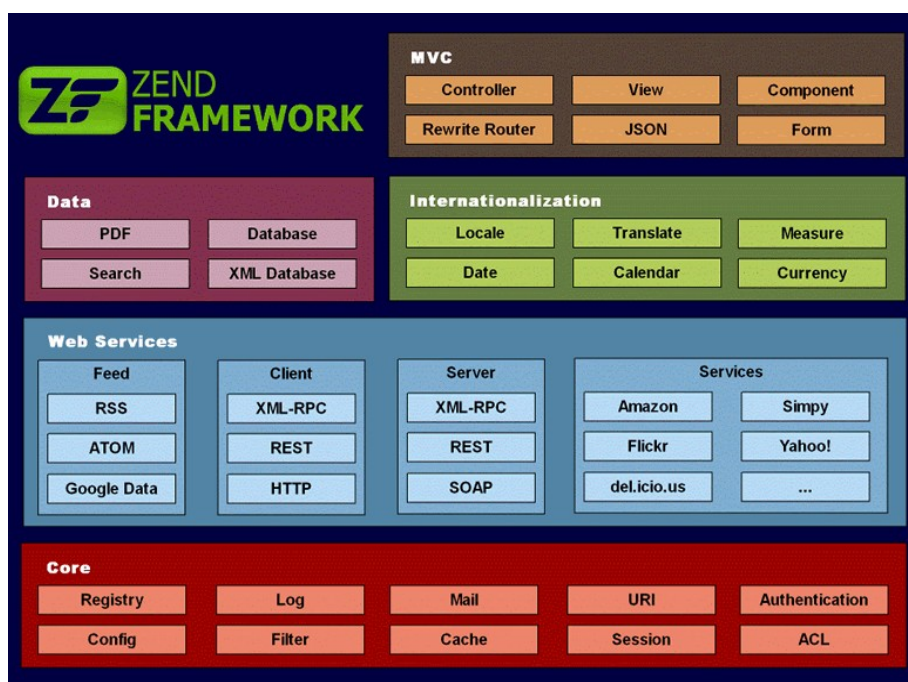 ZF ZEND
FRAMEWORK
MVC
Controller View Component
Rewrite Router JSON Form
Data
PDF Database
Search XML Database
Internationalization
Locale Translate Measure
Date Calendar Currency
Web Services
Feed
RSS
ATOM
Google Data
Client
XML-RPC
REST
HTTP
Server
XML-RPC
REST
SOAP
Services
Amazon Simpy
Flickr Yahoo!
del.icio.us ...
Core
Registry Log Mail URI Authentication
Config Filter Cache Session ACL